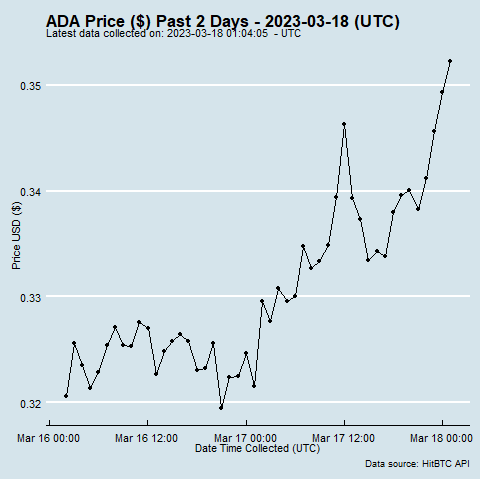 ADA Price ($) Past 2 Days - 2023-03-18 (UTC)
Latest data collected on: 2023-03-18 01:04:05 - UTC
0.35
0.34
0.33
0.32
Price USD ($)
Mar 16 00:00 Mar 16 12:00 Mar 17 00:00 Mar 17 12:00 Mar 18 00:00
Date Time Collected (UTC)
Data source: HitBTC API